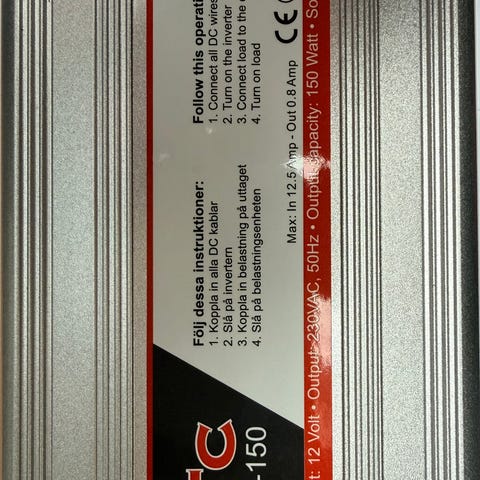 Följ dessa instruktioner:
1. Koppla in alla DC kablar
2. Slå på invertern
3. Koppla in belastning på uttaget
4. Slå på belastningsenheten
Follow this operati
1. Connect all DC wires
2. Turn on the inverter
3. Connect load to the
4. Turn on load
CE
Max: In 12.5 Amp - Out 0.8 Amp
-150
12 Volt • Output: 230VAC, 50Hz • Output capacity: 150 Watt •